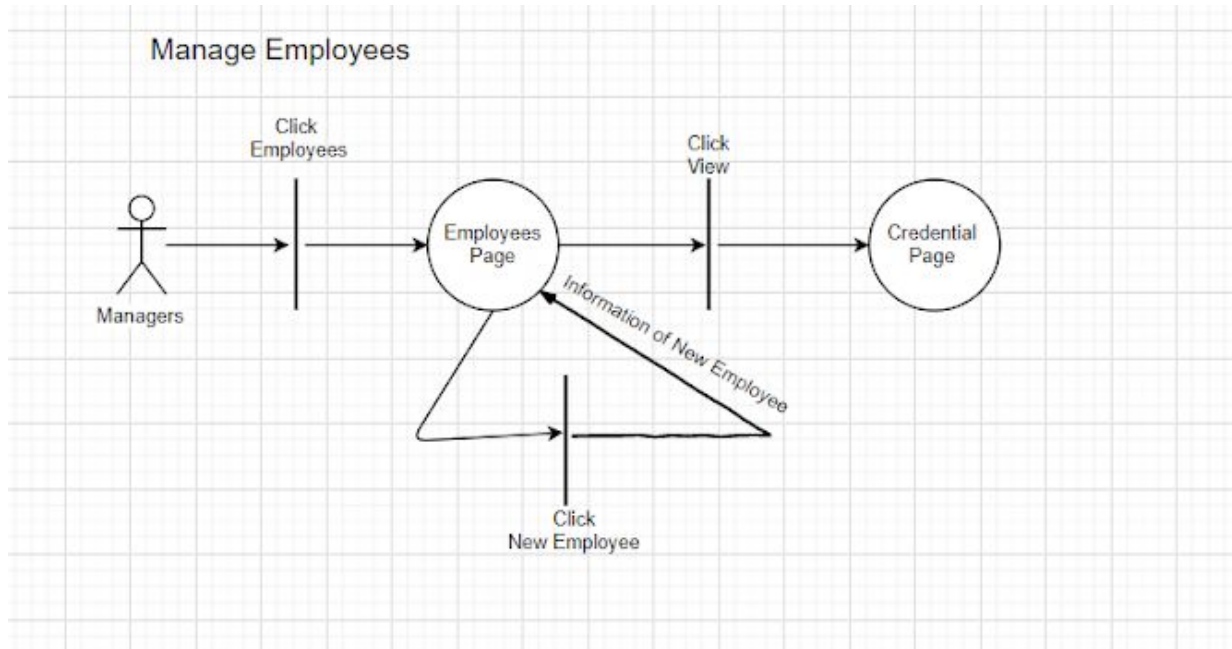 Manage Employees
Click
Employees
Click
View
Employees
Page
Credential
Page
Managers
Information of New Employee
Click
New Employee